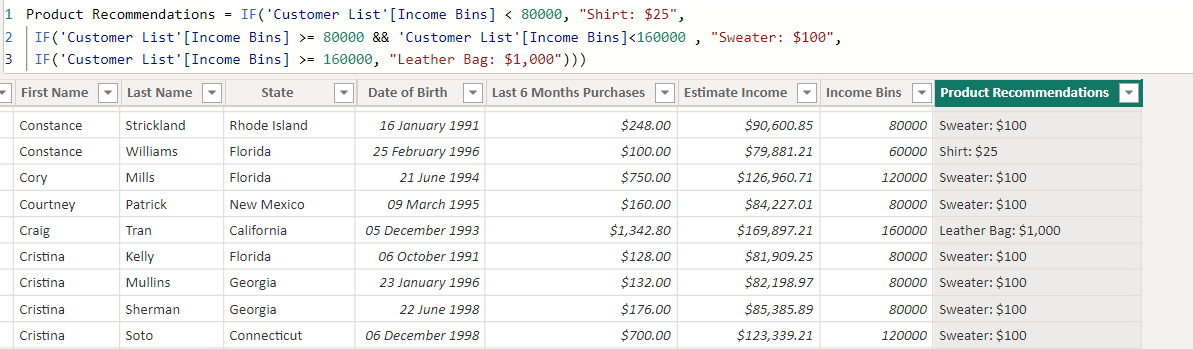 1 Product Recommendations = IF('Customer List'[Income Bins] < 80000, "Shirt: $25",
2 IF('Customer List'[Income Bins] >= 80000 && 'Customer List'[Income Bins]<160000 , "Sweater: $100",
3 IF('Customer List'[Income Bins] >= 160000, "Leather Bag: $1,000")))
First Name Last Name State Date of Birth Last 6 Months Purchases Estimate Income Income Bins Product Recommendations
Constance Strickland Rhode Island 16 January 1991 $248.00 $90,600.85 80000 Sweater: $100
Constance Williams Florida 25 February 1996 $100.00 $79,881.21 60000 Shirt: $25
Cory Mills Florida 21 June 1994 $750.00 $126,960.71 120000 Sweater: $100
Courtney Patrick New Mexico 09 March 1995 $160.00 $84,227.01 80000 Sweater: $100
Craig Tran California 05 December 1993 $1,342.80 $169,897.21 160000 Leather Bag: $1,000
Cristina Kelly Florida 06 October 1991 $128.00 $81,909.25 80000 Sweater: $100
Cristina Mullins Georgia 23 January 1996 $132.00 $82,198.97 80000 Sweater: $100
Cristina Sherman Georgia 22 June 1998 $176.00 $85,385.89 80000 Sweater: $100
Cristina Soto Connecticut 06 December 1998 $700.00 $123,339.21 120000 Sweater: $100